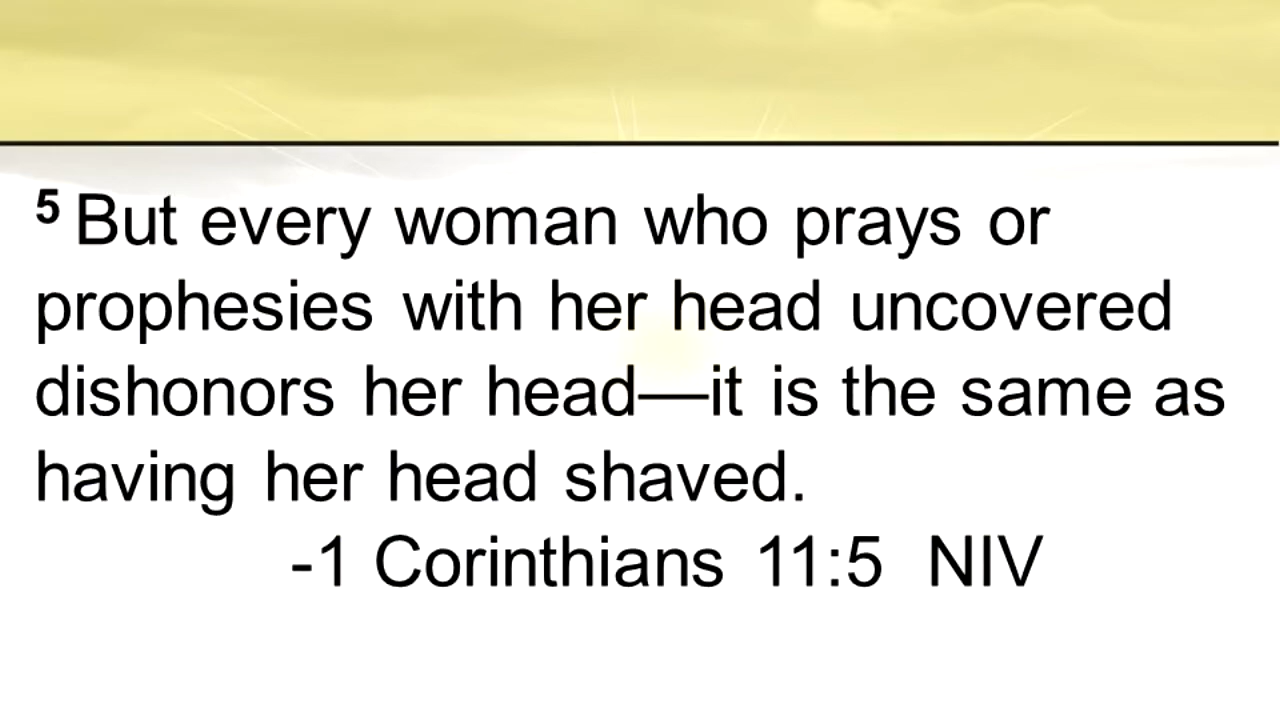 5 But every woman who prays or
prophesies with her head uncovered
dishonors her head—it is the same as
having her head shaved.
-1 Corinthians 11:5 NIV